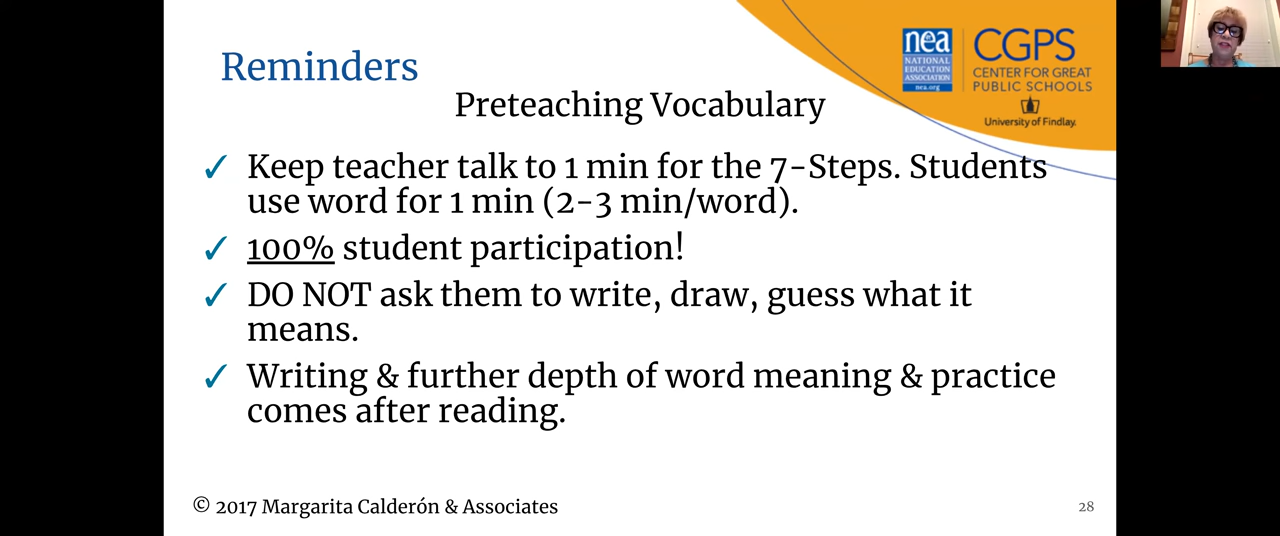 Reminders
Preteaching Vocabulary
nea
NATIONAL
EDUCATION
ASSOCIATION
nea.org
CGPS
CENTER FOR GREAT
PUBLIC SCHOOLS
University of Findlay.
✓ Keep teacher talk to 1 min for the 7-Steps. Students
use word for 1 min (2-3 min/word).
✓ 100% student participation!
✓ DO NOT ask them to write, draw, guess what it
means.
✓ Writing & further depth of word meaning & practice
comes after reading.
© 2017 Margarita Calderón & Associates
28